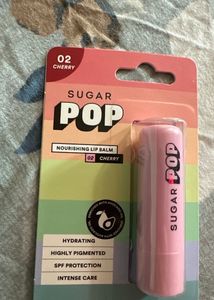 02
CHERRY
SUGAR
POP
NOURISHING LIP BALM
02 CHERRY
HYDRATING
HIGHLY PIGMENTED
SPF PROTECTION
INTENSE CARE
SUGAR POP